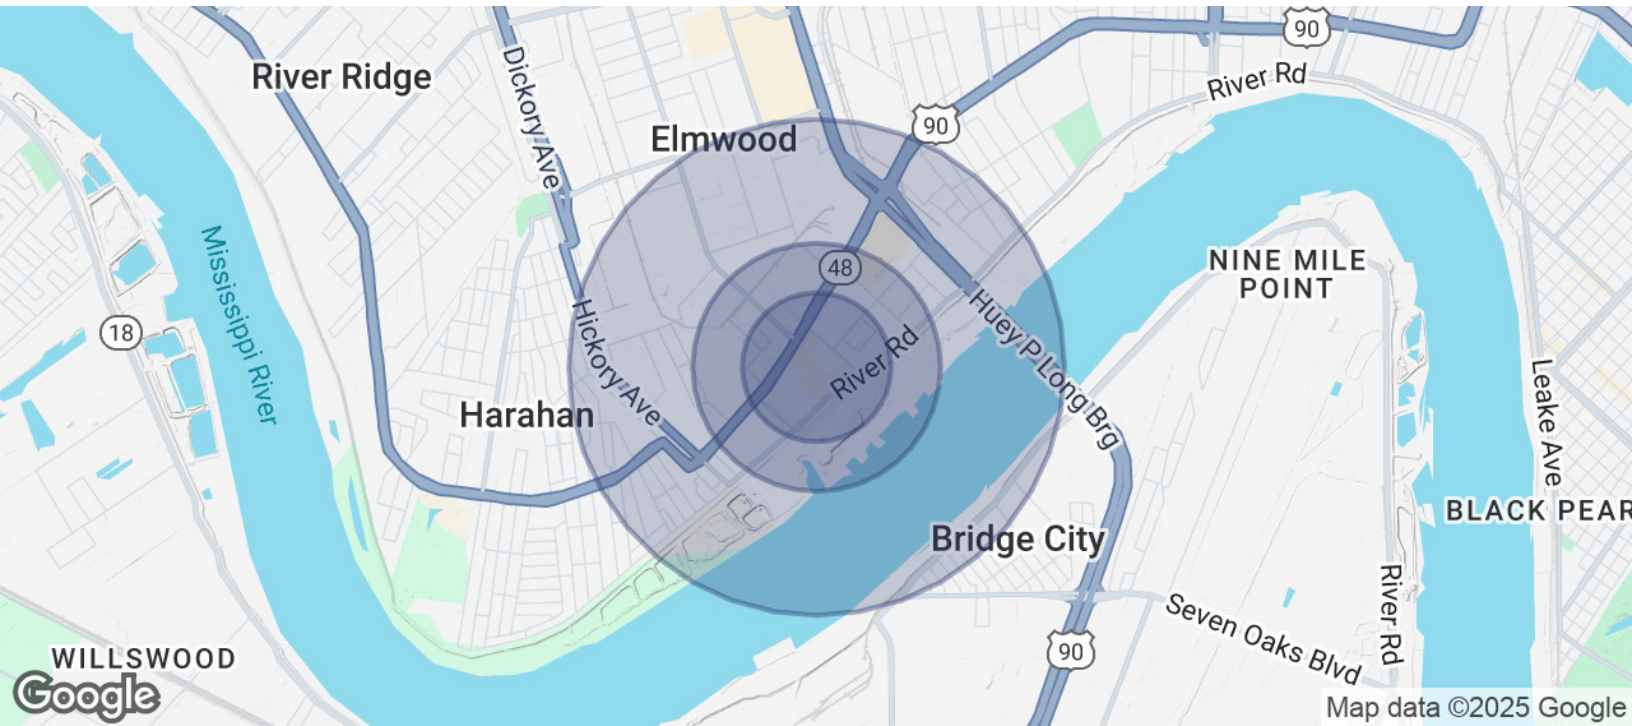 90
River Rd
River Ridge
Dickory Ave
90
Elmwood
Mississippi River
NINE MILE
POINT
48
18
Huey P Long Brg
Hickory Ave
River Rd
Leake Ave
Harahan
BLACK PEAR
Bridge City
River Rd
Seven Oaks Blvd
90
WILLSWOOD
Google
Map data ©2025 Google